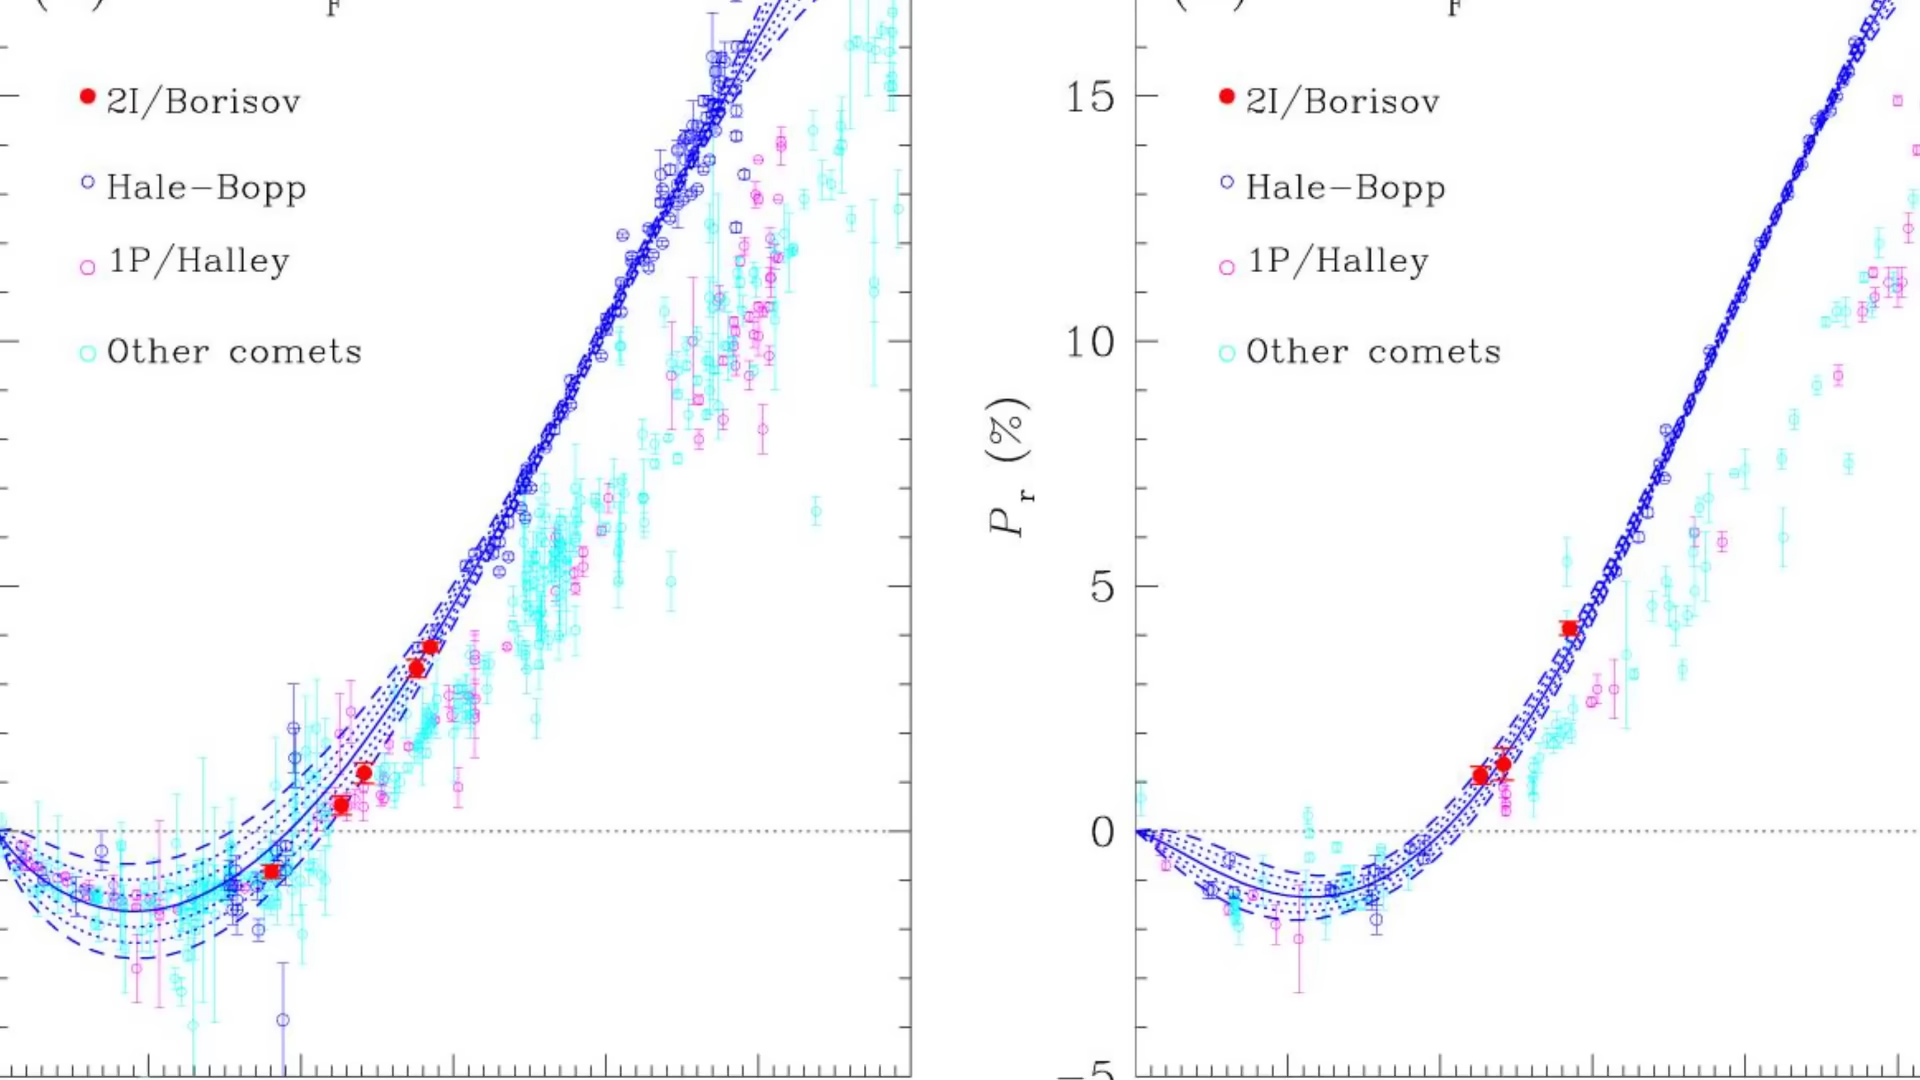 F
2I/Borisov
Hale-Bopp
1P/Halley
Other comets
P r (%)
15
10
5
0
-5
F
2I/Borisov
Hale-Bopp
1P/Halley
Other comets